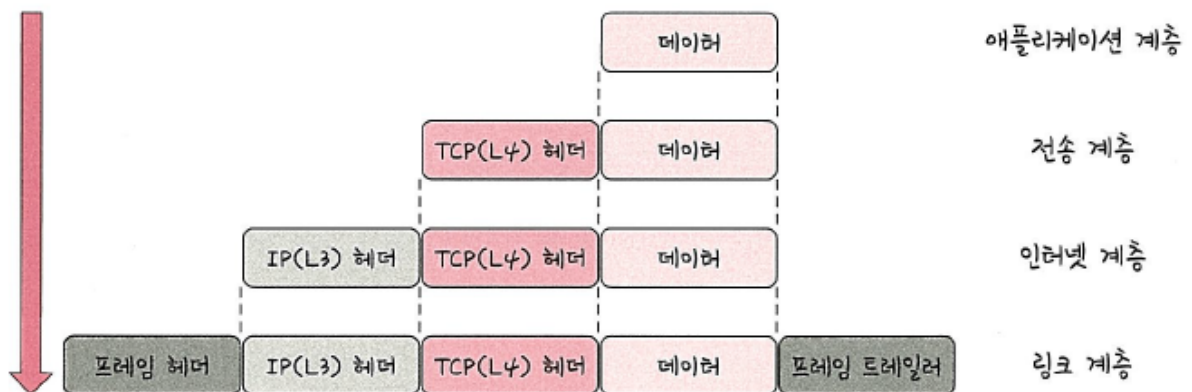 데이터 애플리케이션 계층
TCP(L4) 헤더 데이터 전송 계층
IP(L3) 헤더 TCP(L4) 헤더 데이터 인터넷 계층
프레임 헤더 IP(L3) 헤더 TCP(L4) 헤더 데이터 프레임 트레일러 링크 계층